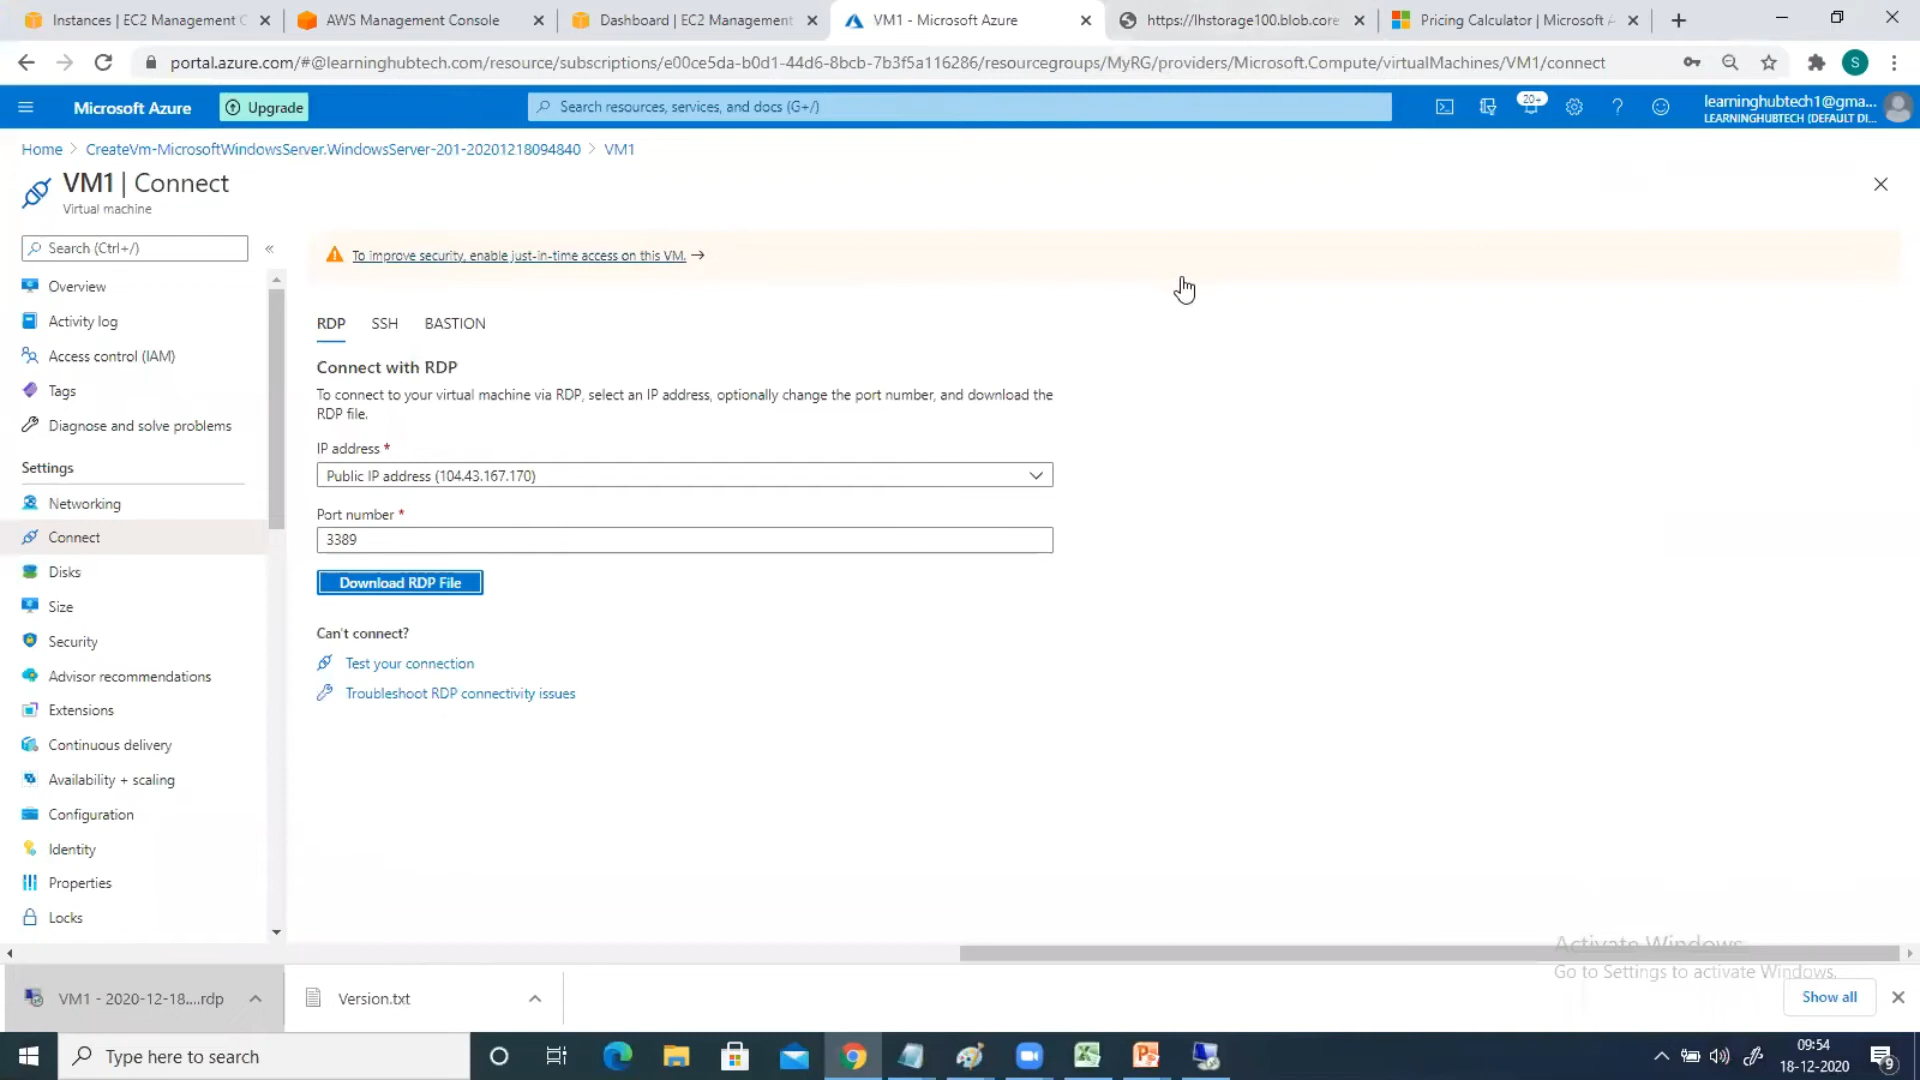 Instances | EC2 Management C
AWS Management Console
Dashboard | EC2 Management
VM1 - Microsoft Azure
https://lhstorage100.blob.core
Pricing Calculator | Microsoft A
portal.azure.com/#@learninghubtech.com/resource/subscriptions/e00ce5da-b0d1-44d6-8bcb-7b3f5a116286/resourcegroups/MyRG/providers/Microsoft.Compute/virtualMachines/VM1/connect
S
Microsoft Azure
Upgrade
Search resources, services, and docs (G+/)
20+
learninghubtech1@gma...
LEARNINGHUBTECH (DEFAULT DI...
Home > CreateVm-MicrosoftWindowsServer.WindowsServer-201-20201218094840 > VM1
VM1 | Connect
Virtual machine
Search (Ctrl+/)
To improve security, enable just-in-time access on this VM. →
Overview
Activity log
Access control (IAM)
Tags
Diagnose and solve problems
Settings
Networking
Connect
Disks
Size
Security
Advisor recommendations
Extensions
Continuous delivery
Availability + scaling
Configuration
Identity
Properties
Locks
RDP SSH BASTION
Connect with RDP
To connect to your virtual machine via RDP, select an IP address, optionally change the port number, and download the
RDP file.
IP address *
Public IP address (104.43.167.170)
Port number *
3389
Download RDP File
Can't connect?
Test your connection
Troubleshoot RDP connectivity issues
Activate Windows
Go to Settings to activate Windows.
VM1 - 2020-12-18....rdp
Version.txt
Show all
Type here to search
09:54
18-12-2020
9